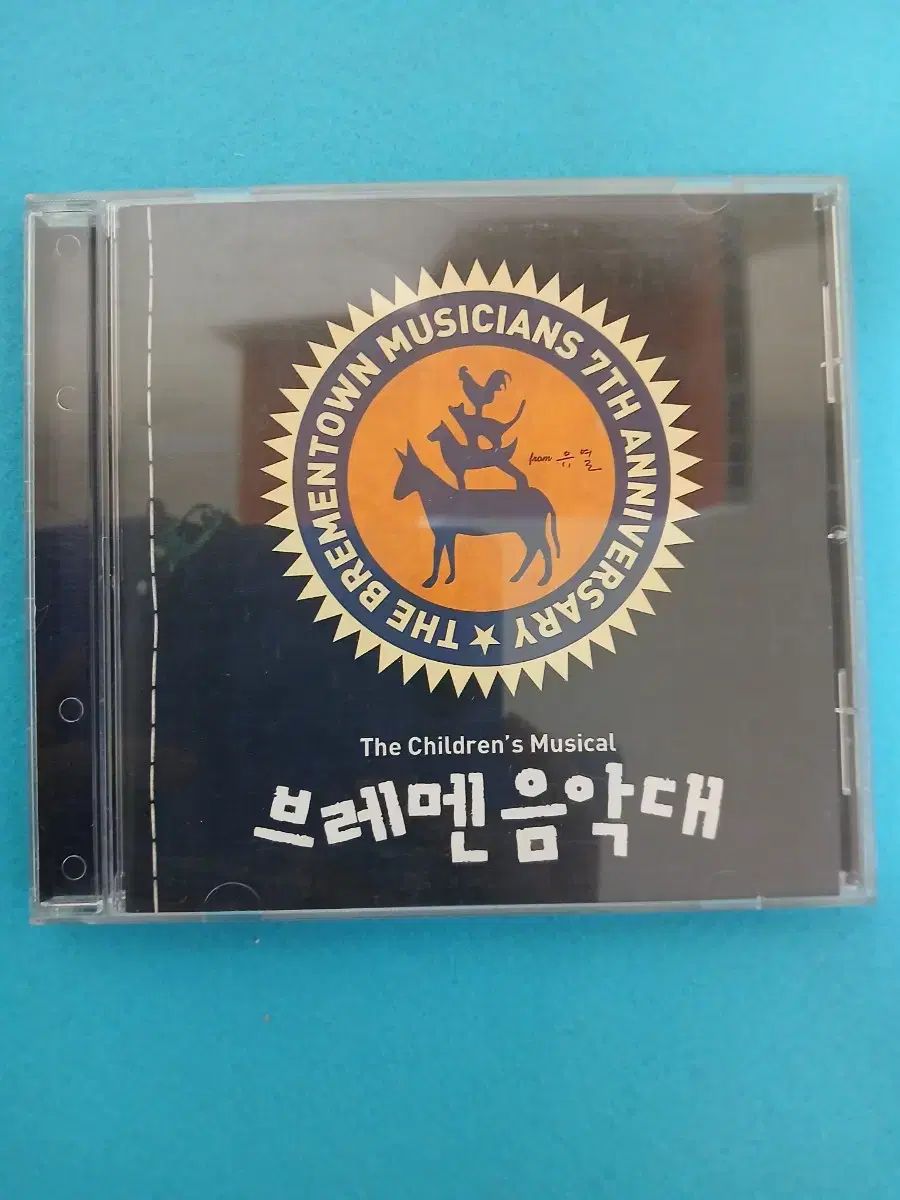 THE BREMENTOWN MUSICIANS 7TH ANNIVERSARY ★
from 유열
The Children's Musical
브레멘 음악대